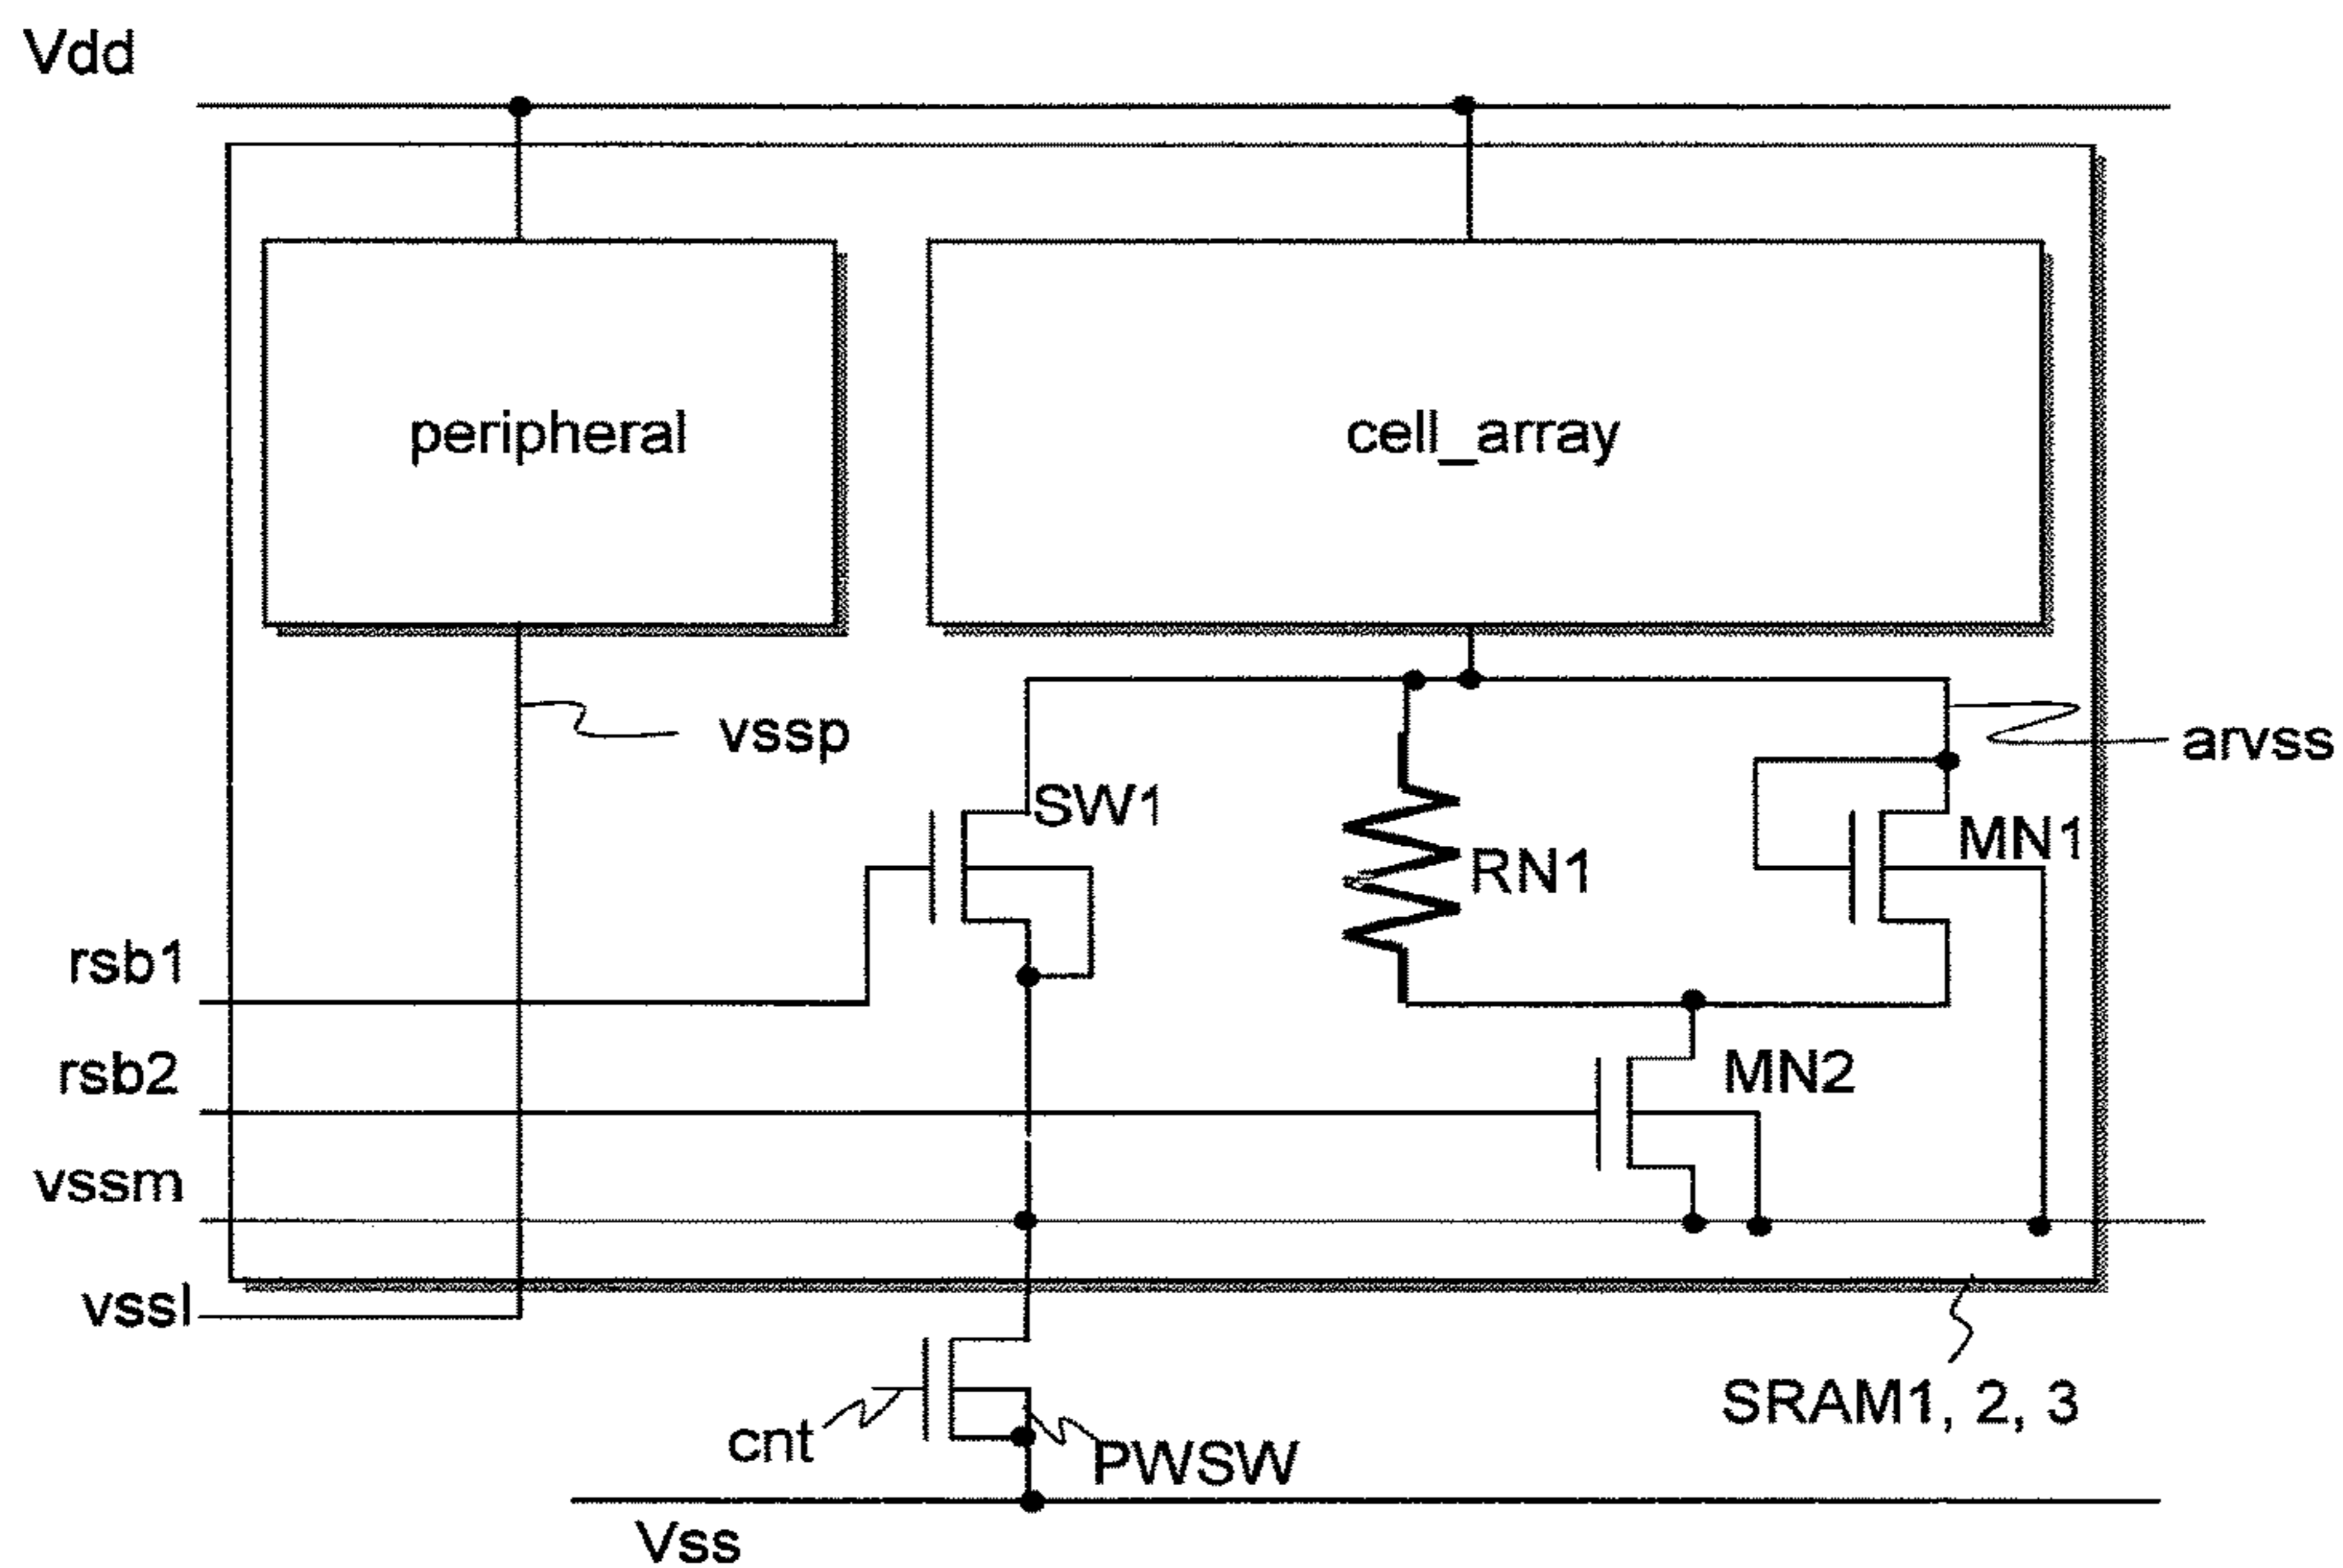 Vdd
peripheral
cell_array
vssp
arvss
SW1
MN1
RN1
rsb1
rsb2
MN2
vssm
vssl
SRAM1, 2, 3
cnt
PWSW
Vss